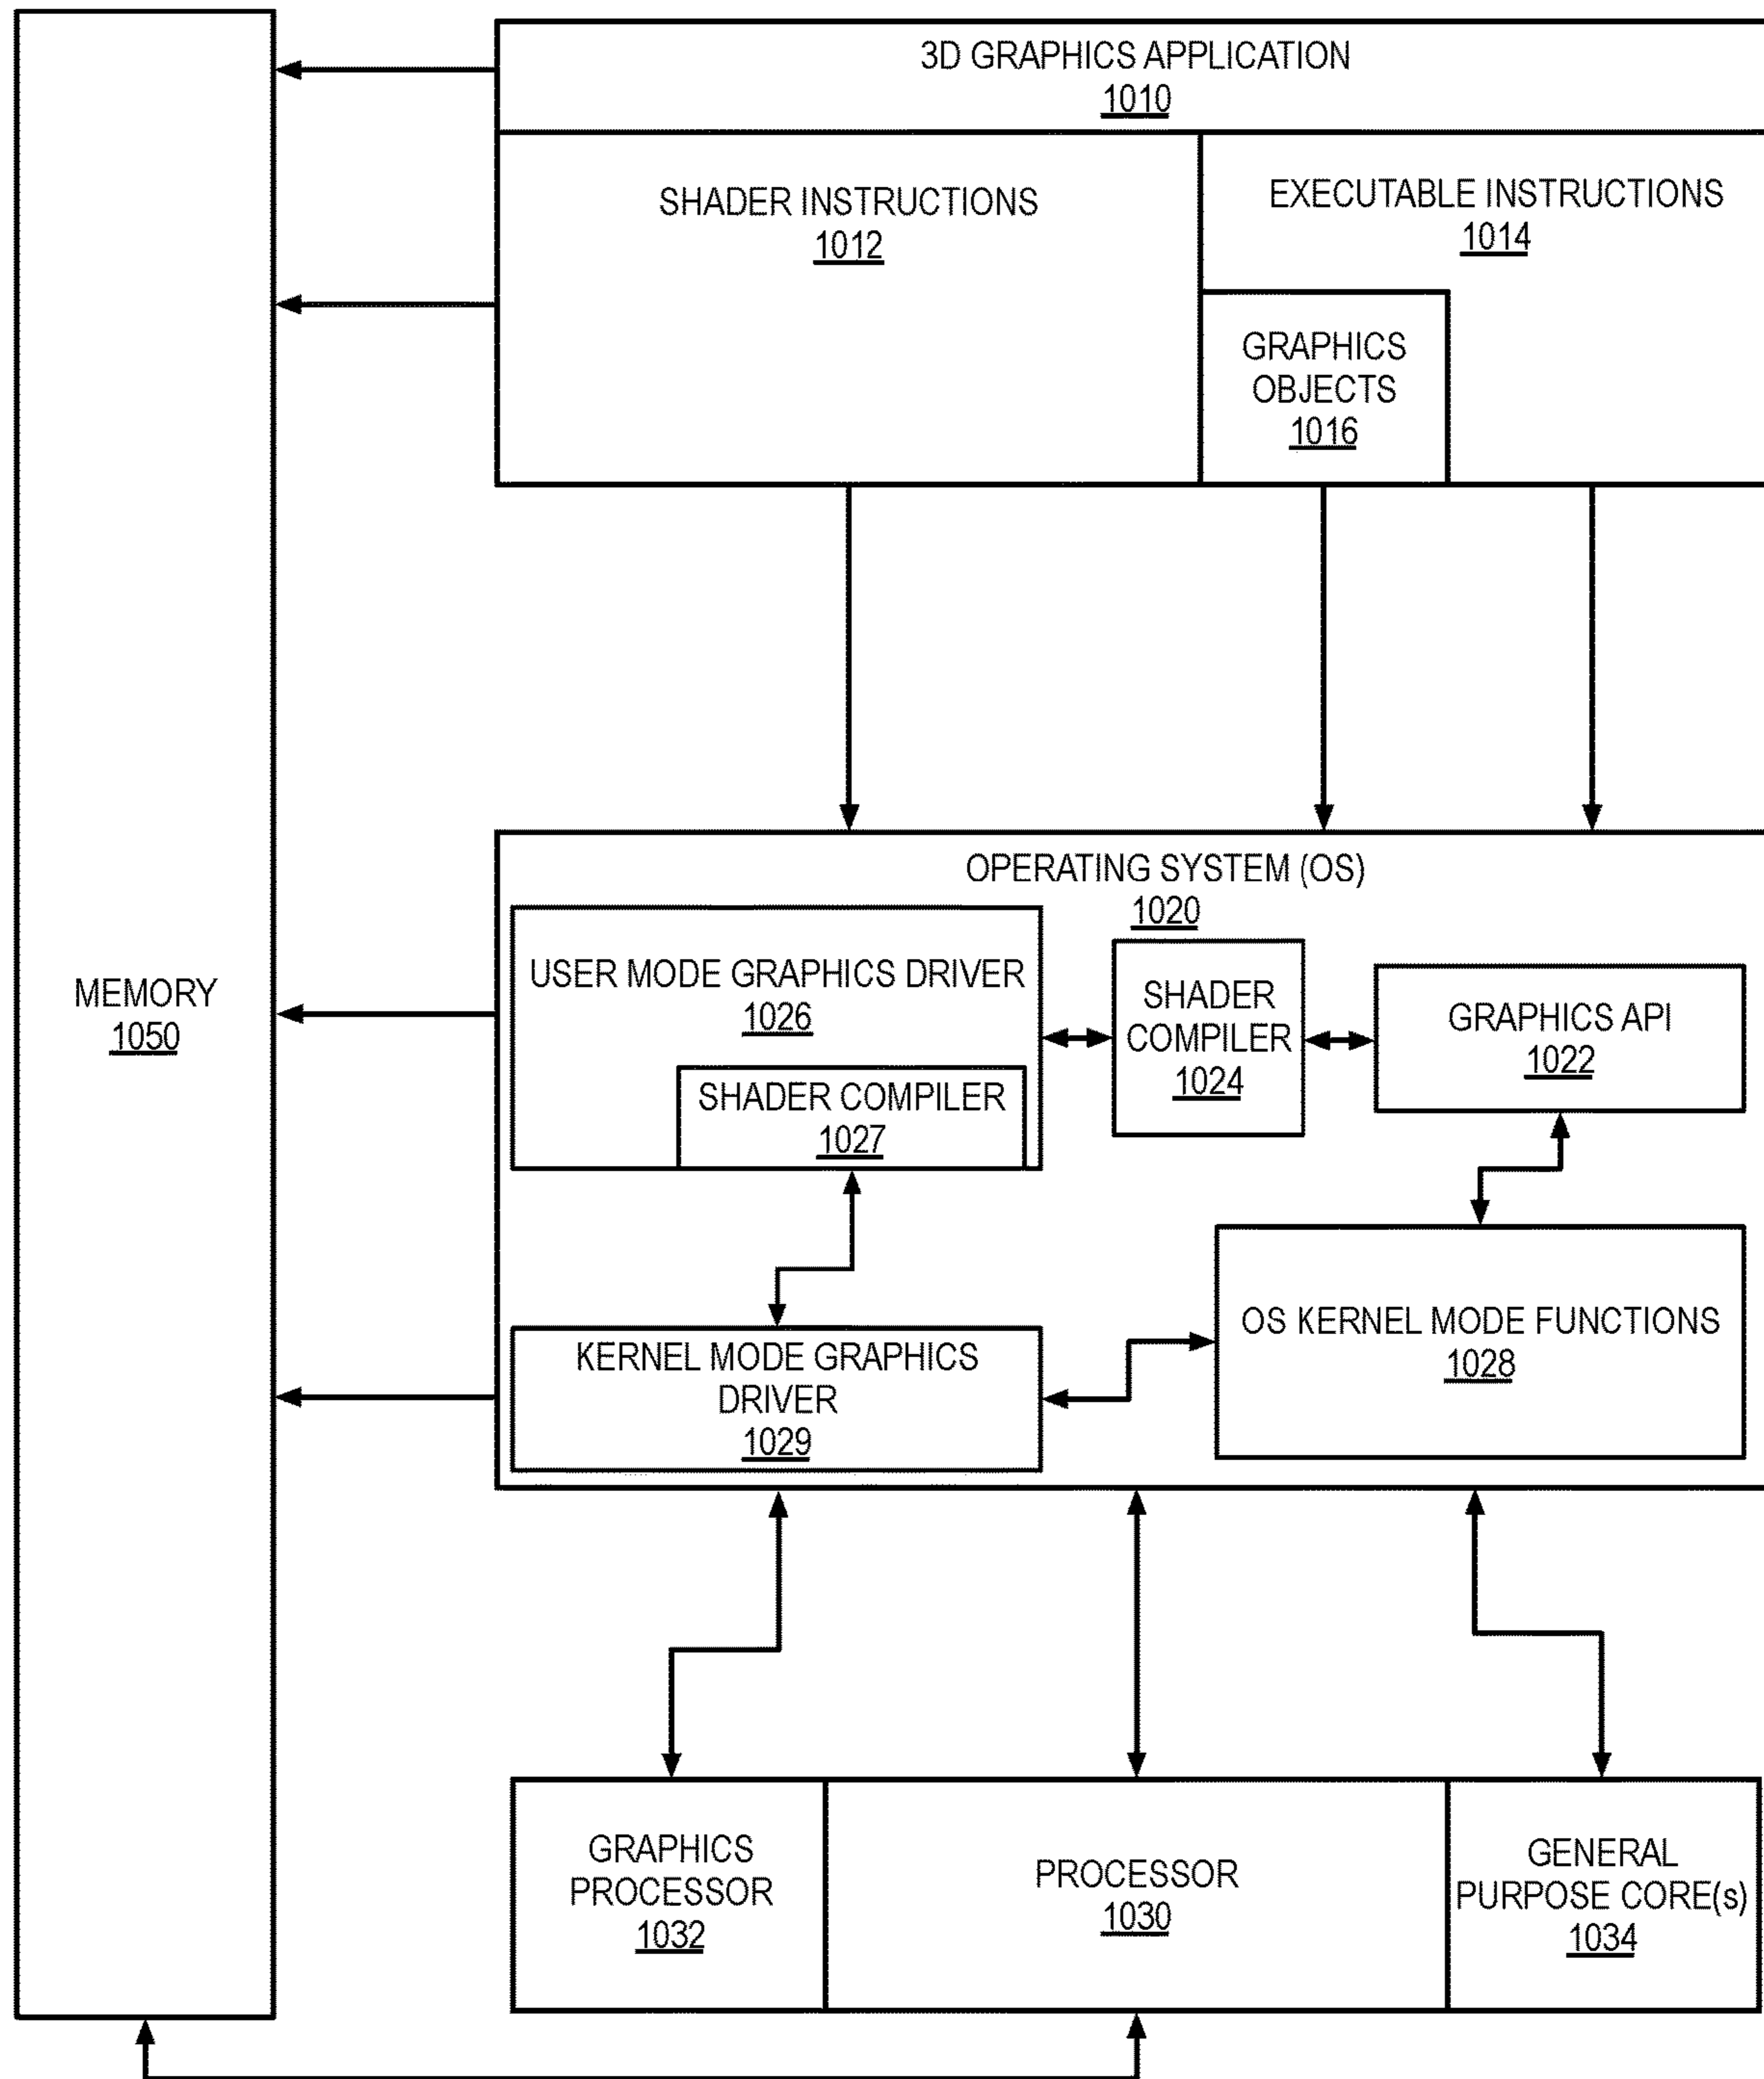 3D GRAPHICS APPLICATION
1010
SHADER INSTRUCTIONS
1012
EXECUTABLE INSTRUCTIONS
1014
GRAPHICS
OBJECTS
1016
OPERATING SYSTEM (OS)
1020
USER MODE GRAPHICS DRIVER
1026
SHADER COMPILER
1027
SHADER
COMPILER
1024
GRAPHICS API
1022
MEMORY
1050
OS KERNEL MODE FUNCTIONS
1028
KERNEL MODE GRAPHICS
DRIVER
1029
GRAPHICS
PROCESSOR
1032
PROCESSOR
1030
GENERAL
PURPOSE CORE(s)
1034